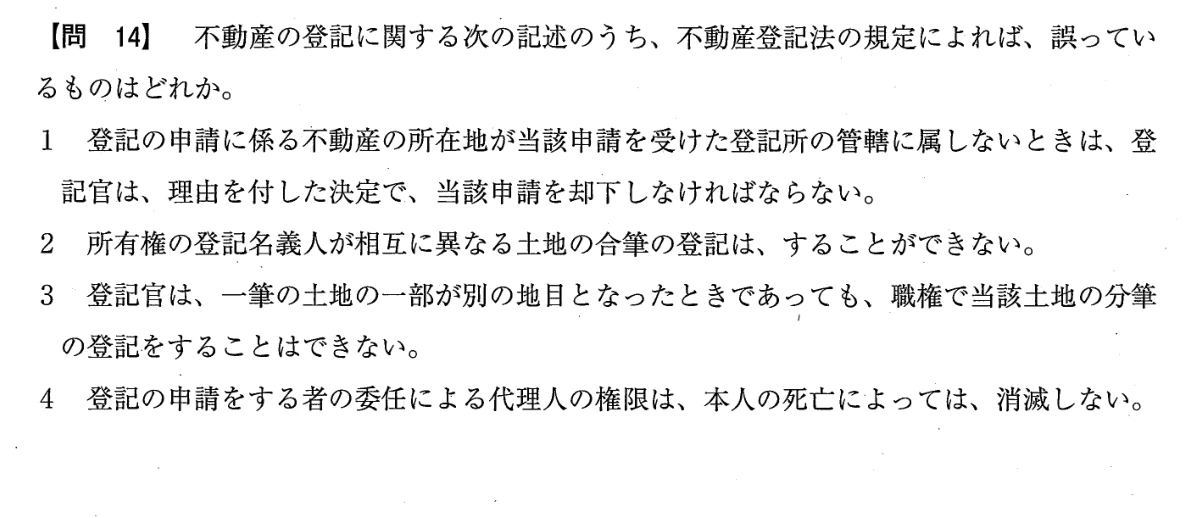 【問 14】 不動産の登記に関する次の記述のうち、不動産登記法の規定によれば、誤ってい
るものはどれか。
1 登記の申請に係る不動産の所在地が当該申請を受けた登記所の管轄に属しないときは、登
記官は、理由を付した決定で、当該申請を却下しなければならない。
2 所有権の登記名義人が相互に異なる土地の合筆の登記は、することができない。
3 登記官は、一筆の土地の一部が別の地目となったときであっても、職権で当該土地の分筆
の登記をすることはできない。
4 登記の申請をする者の委任による代理人の権限は、本人の死亡によっては、消滅しない。